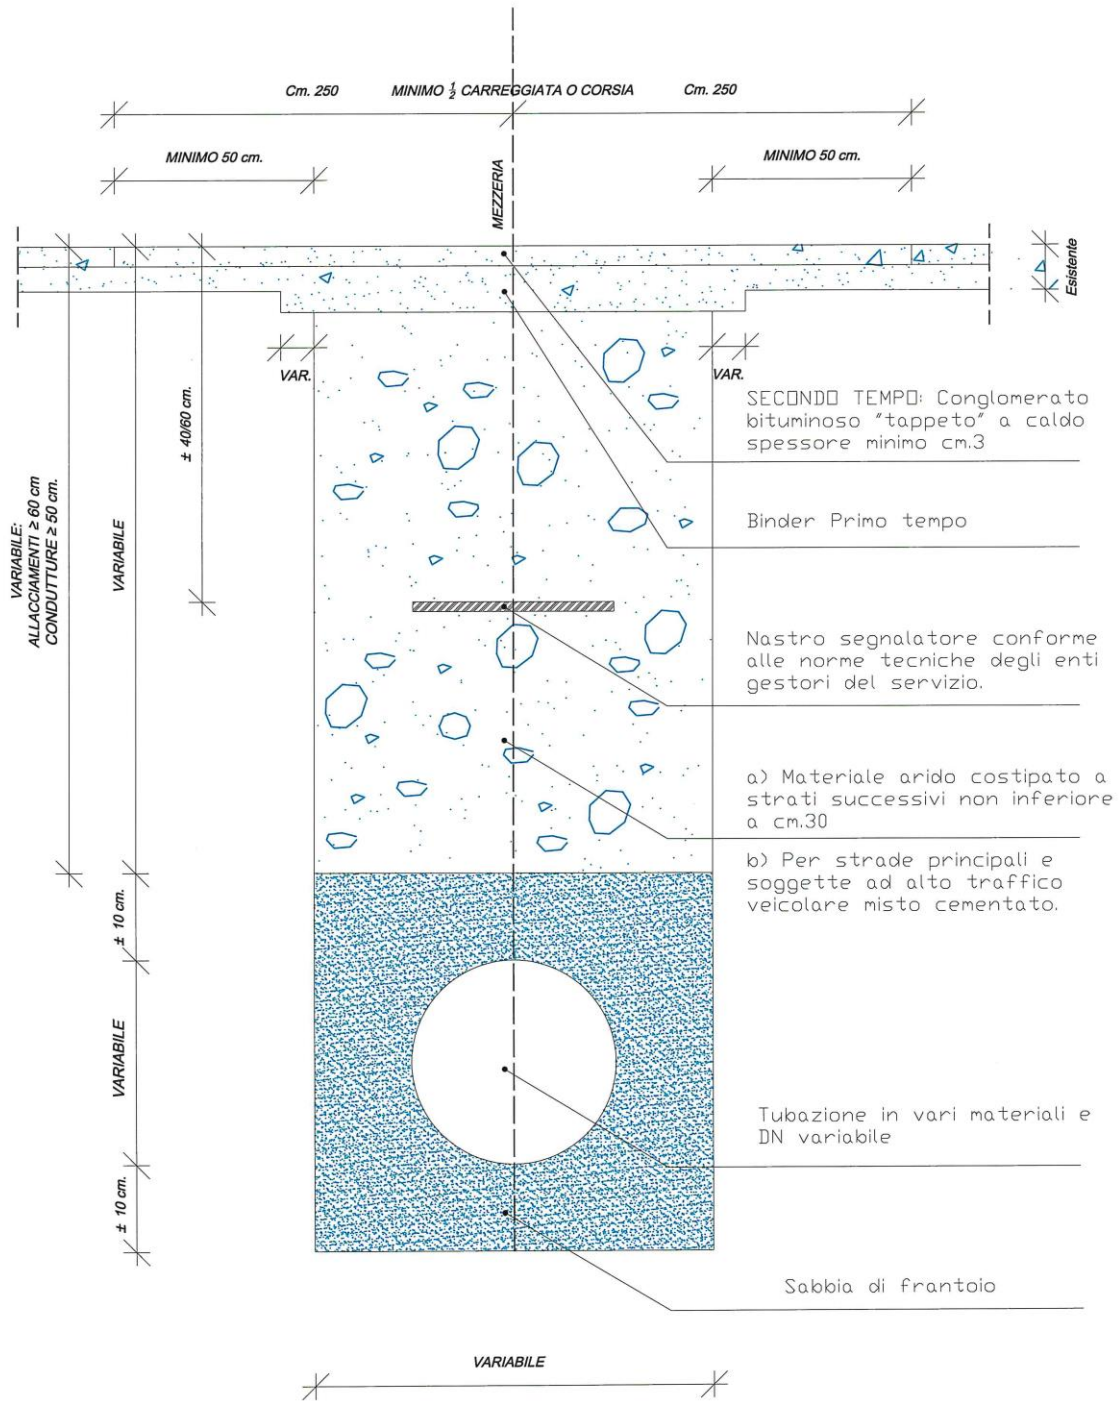 Cm. 250 MINIMO ½ CARREGGIATA O CORSIA Cm. 250
MINIMO 50 cm.
MINIMO 50 cm.
MEZZERIA
Esistente
VAR.
VAR.
± 40/60 cm.
VARIABILE:
ALLACCIAMENTI ≥ 60 cm
CONDUTTURE ≥ 50 cm.
VARIABILE
SECONDO TEMPO: Conglomerato
bituminoso "tappeto" a caldo
spessore minimo cm.3
Binder Primo tempo
Nastro segnalatore conforme
alle norme tecniche degli enti
gestori del servizio.
a) Materiale arido costipato a
strati successivi non inferiore
a cm.30
b) Per strade principali e
soggette ad alto traffico
veicolare misto cementato.
± 10 cm.
VARIABILE
± 10 cm.
Tubazione in vari materiali e
DN variabile
Sabbia di frantoio
VARIABILE